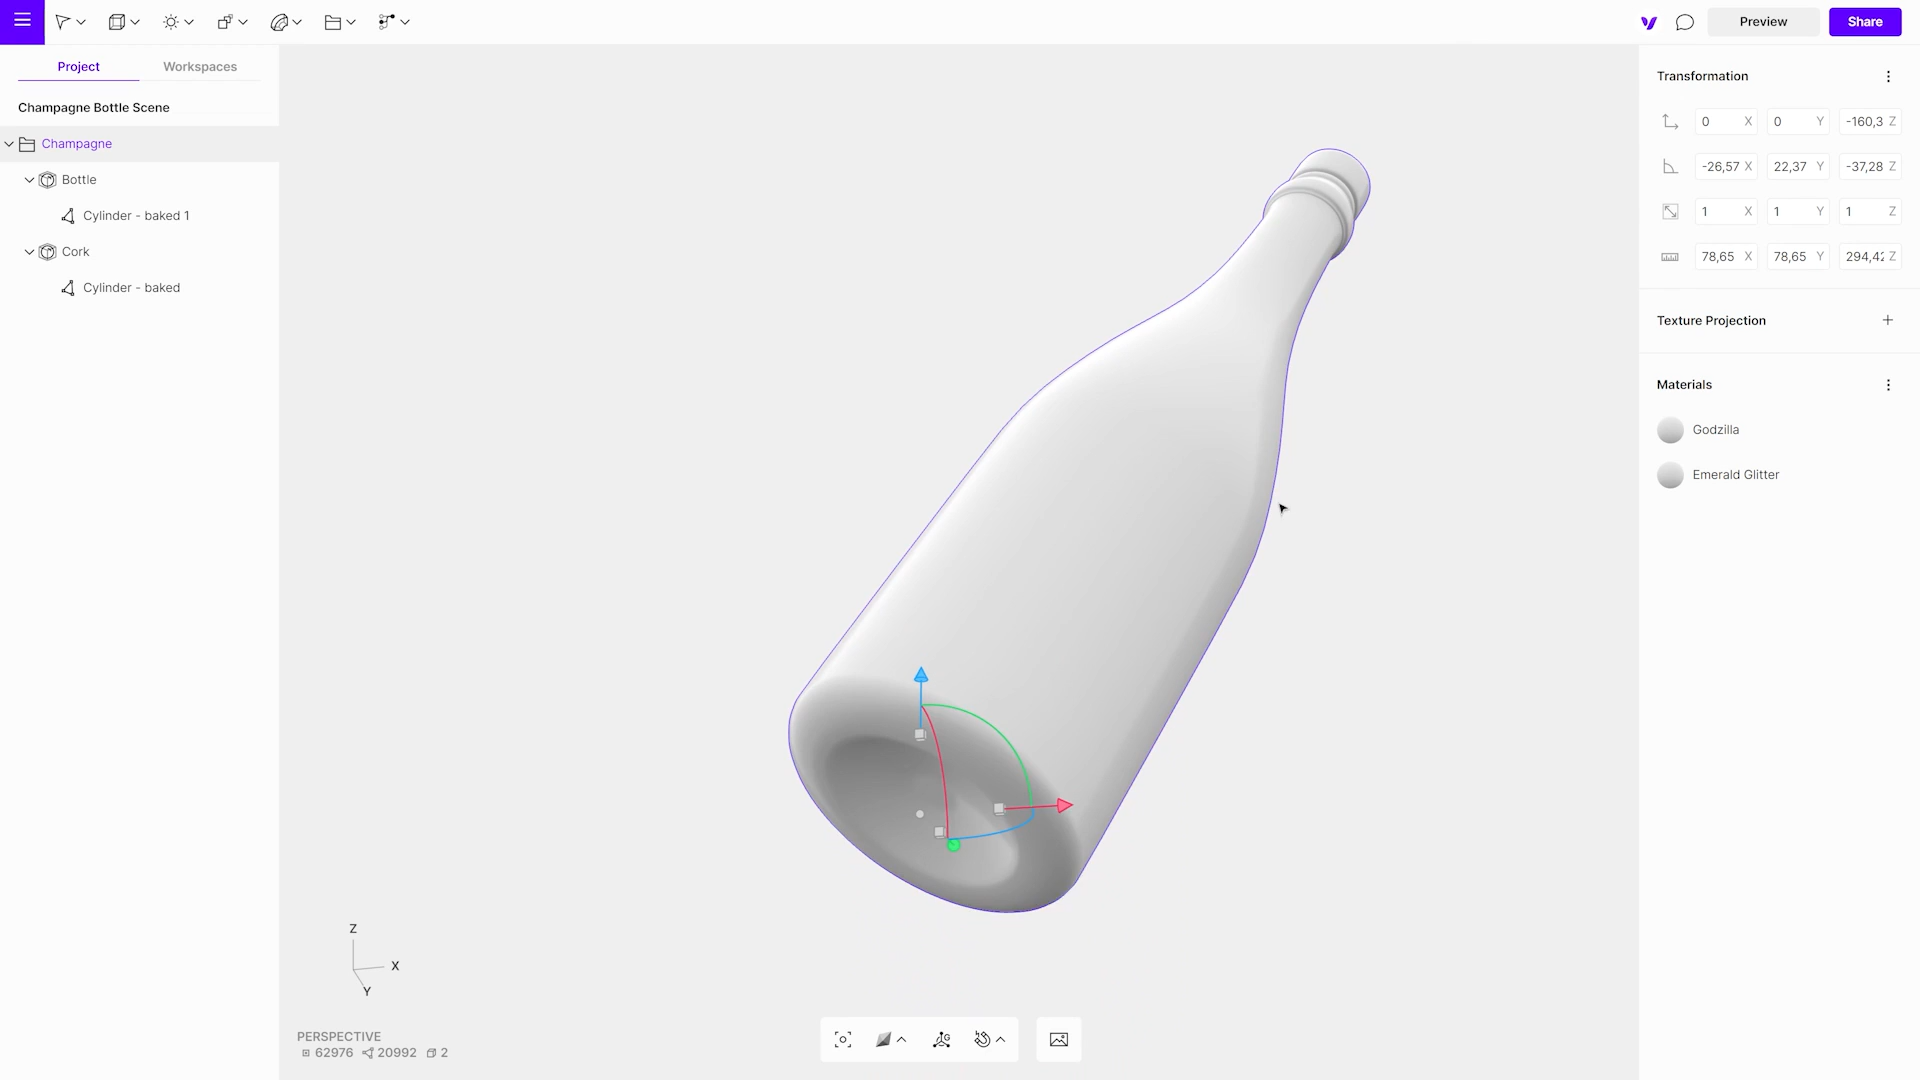 Preview
Share
Project
Workspaces
Champagne Bottle Scene
Champagne
Bottle
Cylinder - baked 1
Cork
Cylinder - baked
Transformation
0 X 0 Y -160,3 Z
-26,57 X 22,37 Y -37,28 Z
1 X 1 Y 1 Z
78,65 X 78,65 Y 294,42 Z
Texture Projection
Materials
Godzilla
Emerald Glitter
Z
X
Y
PERSPECTIVE
62976 20992 2